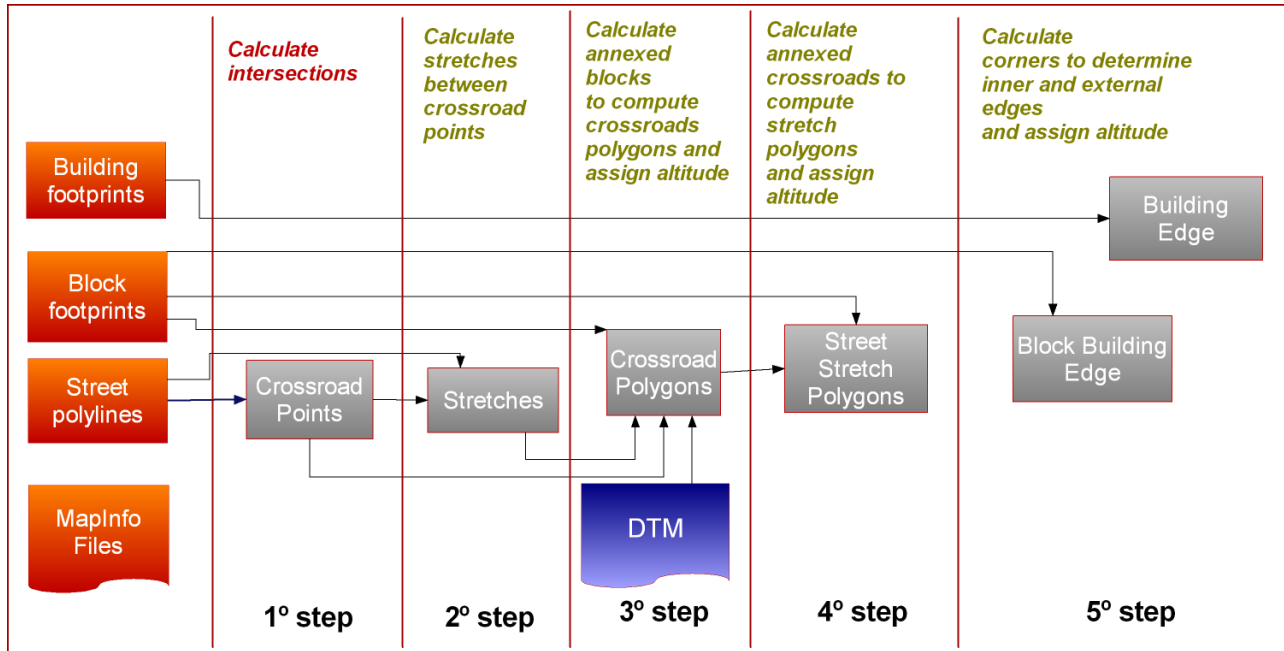 Calculate
intersections
Calculate
stretches
between
crossroad
points
Calculate
annexed
blocks
to compute
crossroads
polygons and
assign altitude
Calculate
annexed
crossroads to
compute
stretch
polygons
and assign
altitude
Calculate
corners to determine
inner and external
edges
and assign altitude
Building
footprints
Building
Edge
Block
footprints
Street
polylines
Crossroad
Points
Stretches
Crossroad
Polygons
Street
Stretch
Polygons
Block Building
Edge
MapInfo
Files
DTM
1º step
2º step
3º step
4º step
5º step